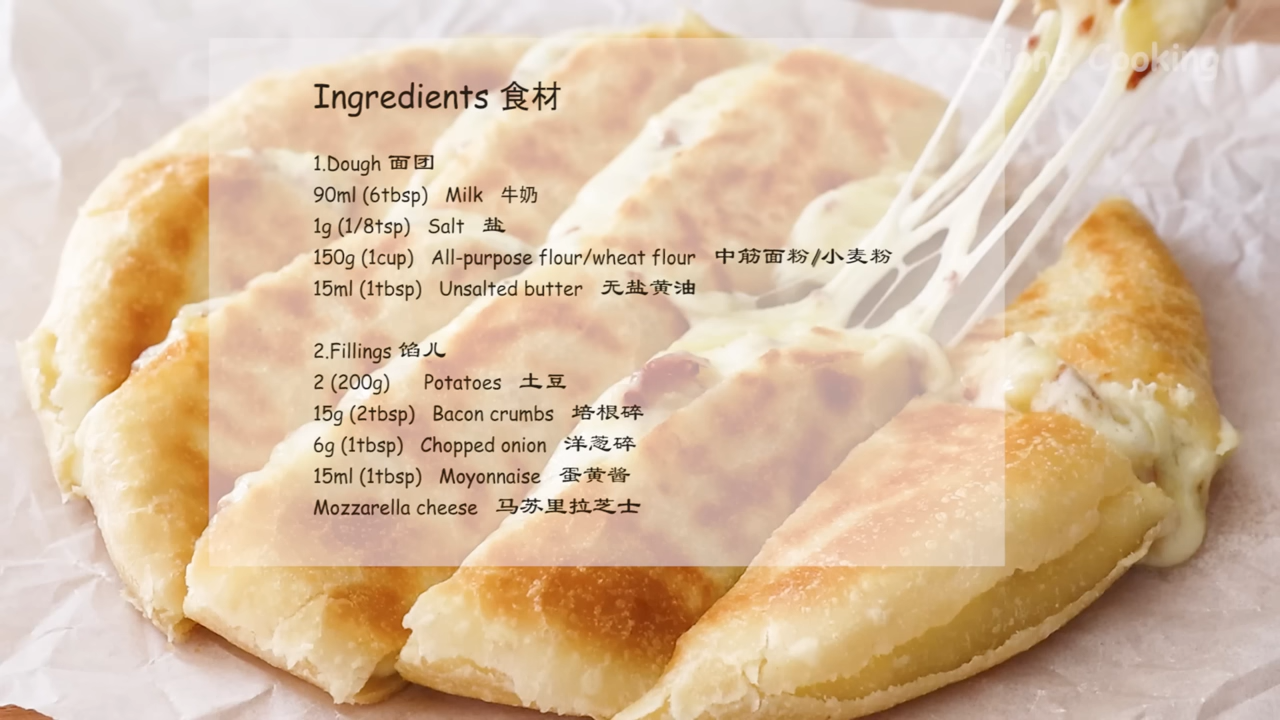 Qiong Cooking
Ingredients 食材
1.Dough 面团
90ml (6tbsp) Milk 牛奶
1g (1/8tsp) Salt 盐
150g (1cup) All-purpose flour/wheat flour 中筋面粉/小麦粉
15ml (1tbsp) Unsalted butter 无盐黄油
2.Fillings 馅儿
2 (200g) Potatoes 土豆
15g (2tbsp) Bacon crumbs 培根碎
6g (1tbsp) Chopped onion 洋葱碎
15ml (1tbsp) Moyonnaise 蛋黄酱
Mozzarella cheese 马苏里拉芝士